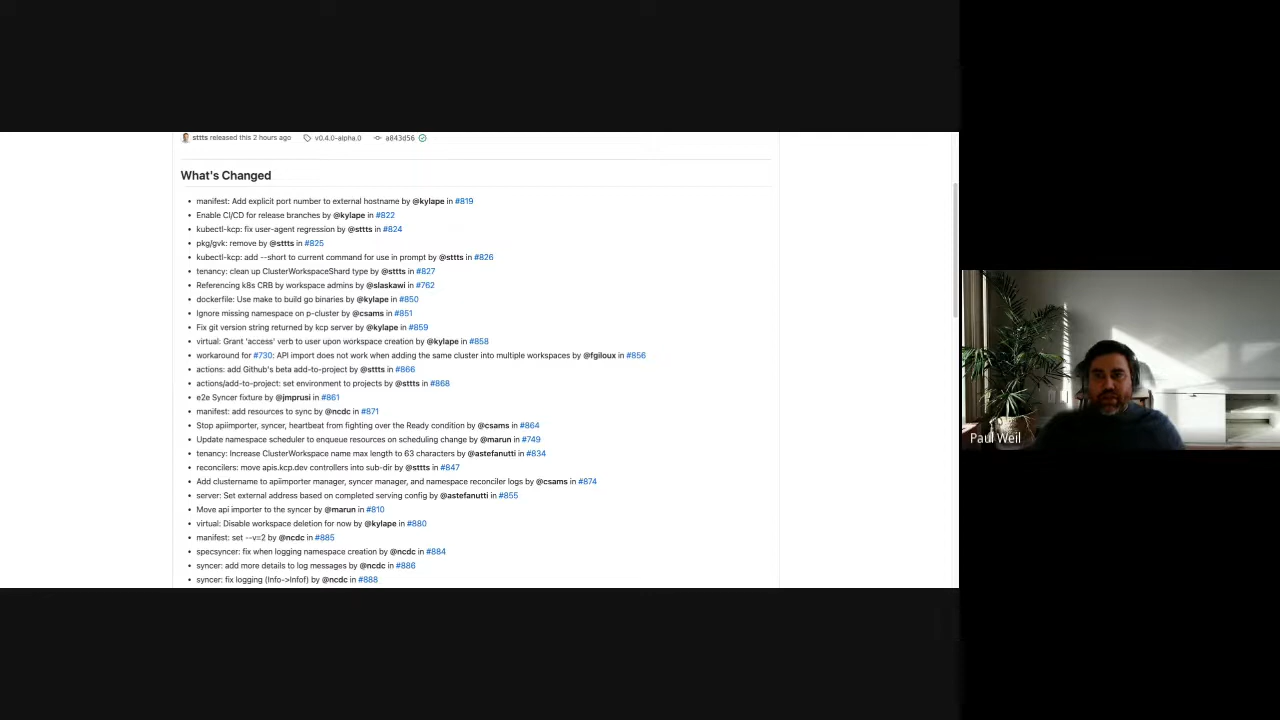 sttts released this 2 hours ago v0.4.0-alpha.0 a843d56
What's Changed
manifest: Add explicit port number to external hostname by @kylape in #819
Enable CI/CD for release branches by @kylape in #822
kubectl-kcp: fix user-agent regression by @sttts in #824
pkg/gvk: remove by @sttts in #825
kubectl-kcp: add --short to current command for use in prompt by @sttts in #826
tenancy: clean up ClusterWorkspaceShard type by @sttts in #827
Referencing k8s CRB by workspace admins by @slaskawi in #762
dockerfile: Use make to build go binaries by @kylape in #850
Ignore missing namespace on p-cluster by @csams in #851
Fix git version string returned by kcp server by @kylape in #859
virtual: Grant 'access' verb to user upon workspace creation by @kylape in #858
workaround for #730: API import does not work when adding the same cluster into multiple workspaces by @fgiloux in #856
actions: add Github's beta add-to-project by @sttts in #866
actions/add-to-project: set environment to projects by @sttts in #868
e2e Syncer fixture by @jmprusi in #861
manifest: add resources to sync by @ncdc in #871
Stop apiimporter, syncer, heartbeat from fighting over the Ready condition by @csams in #864
Update namespace scheduler to enqueue resources on scheduling change by @marun in #749
tenancy: Increase ClusterWorkspace name max length to 63 characters by @astefanutti in #834
reconcilers: move apis.kcp.dev controllers into sub-dir by @sttts in #847
Add clustername to apiimporter manager, syncer manager, and namespace reconciler logs by @csams in #874
server: Set external address based on completed serving config by @astefanutti in #855
Move api importer to the syncer by @marun in #810
virtual: Disable workspace deletion for now by @kylape in #880
manifest: set --v=2 by @ncdc in #885
specsyncer: fix when logging namespace creation by @ncdc in #884
syncer: add more details to log messages by @ncdc in #886
syncer: fix logging (Info->Infof) by @ncdc in #888
Paul Weil